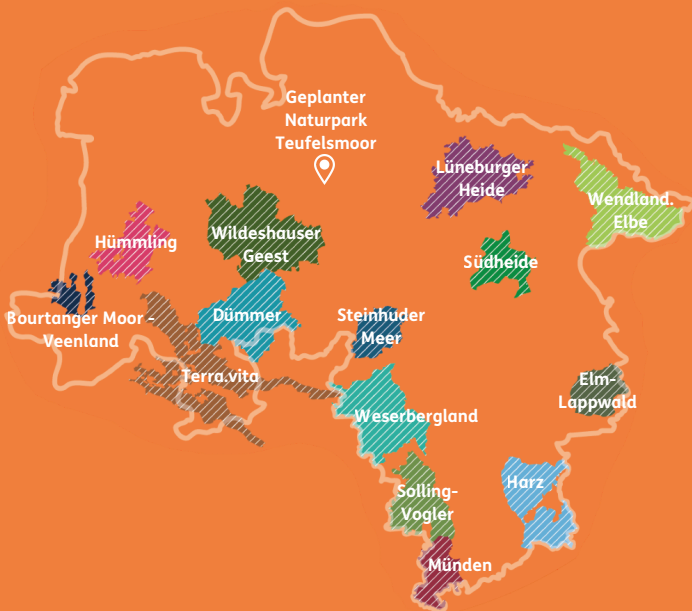 Geplanter
Naturpark
Teufelsmoor
Lüneburger
Heide
Wendland.
Elbe
Hümmling
Wildeshauser
Geest
Südheide
Bourtanger Moor -
Veenland
Dümmer
Steinhuder
Meer
Terra.vita
Elm-
Lappwald
Weserbergland
Solling-
Vogler
Harz
Münden